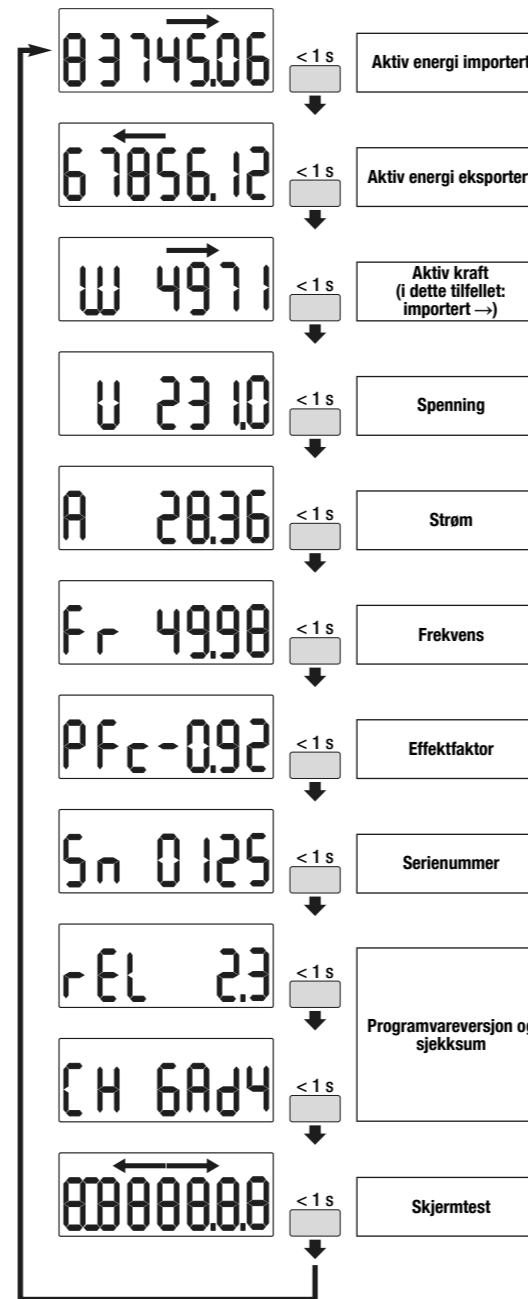 83745.06
< 1 s
Aktiv energi importert
67856.12
< 1 s
Aktiv energi eksporter
W 4971
< 1 s
Aktiv kraft
(i dette tilfellet:
importert →)
U 231.0
< 1 s
Spenning
A 28.36
< 1 s
Strøm
Fr 49.98
< 1 s
Frekvens
PFc-0.92
< 1 s
Effektfaktor
Sn 0125
< 1 s
Serienummer
rEL 2.3
< 1 s
Programvareversjon og
sjekksum
CH 6Ad4
< 1 s
8.8.8.8.8.8.8
< 1 s
Skjermtest